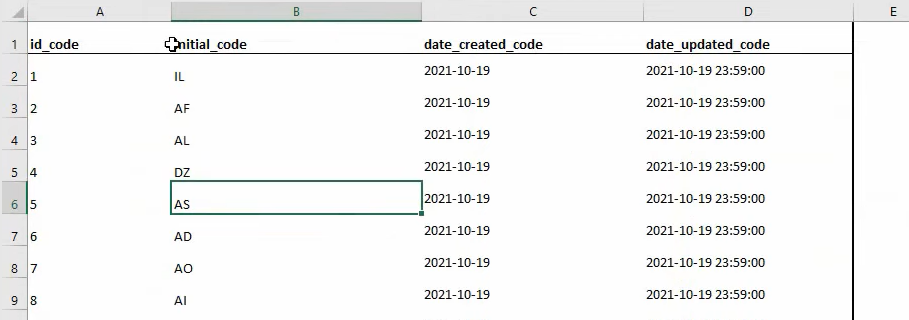 A B C D E
1 id_code nitial_code date_created_code date_updated_code
2 1 IL 2021-10-19 2021-10-19 23:59:00
3 2 AF 2021-10-19 2021-10-19 23:59:00
4 3 AL 2021-10-19 2021-10-19 23:59:00
5 4 DZ 2021-10-19 2021-10-19 23:59:00
6 5 AS 2021-10-19 2021-10-19 23:59:00
7 6 AD 2021-10-19 2021-10-19 23:59:00
8 7 AO 2021-10-19 2021-10-19 23:59:00
9 8 AI 2021-10-19 2021-10-19 23:59:00